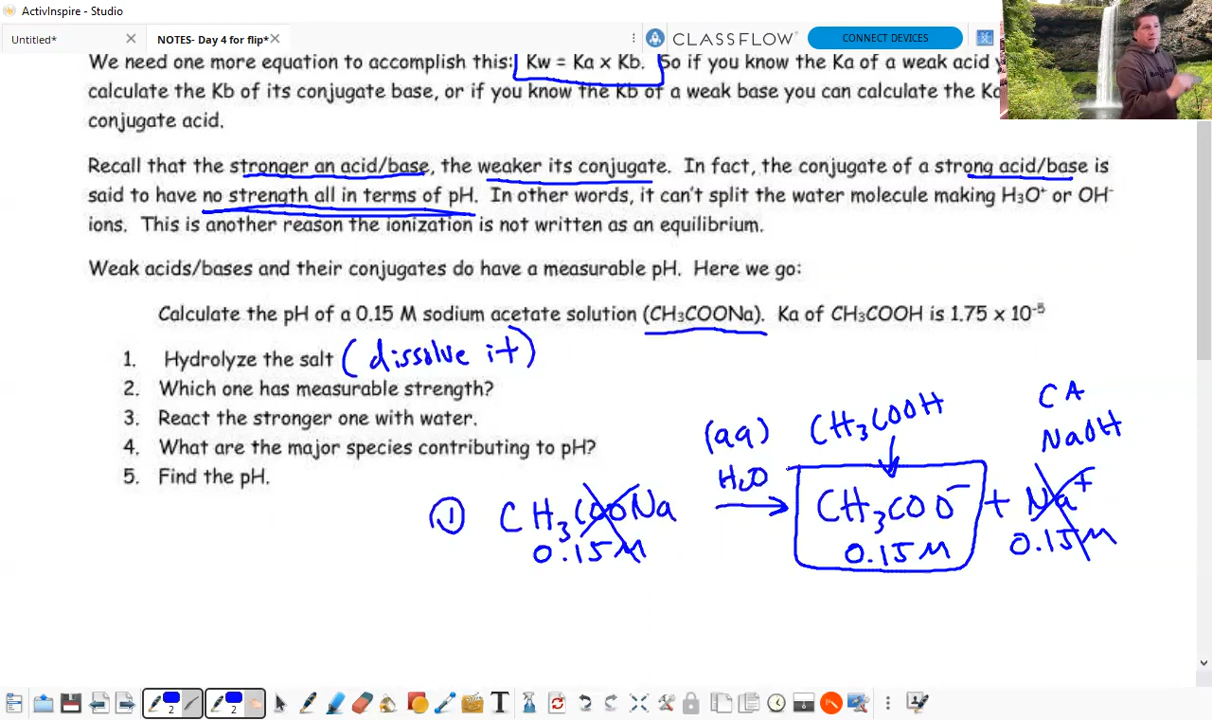 ActivInspire - Studio
Untitled*
NOTES- Day 4 for flip*
CLASSFLOW
CONNECT DEVICES
We need one more equation to accomplish this: Kw = Ka x Kb. So if you know the Ka of a weak acid
calculate the Kb of its conjugate base, or if you know the Kb of a weak base you can calculate the Ka
conjugate acid.
Recall that the stronger an acid/base, the weaker its conjugate. In fact, the conjugate of a strong acid/base is
said to have no strength all in terms of pH. In other words, it can't split the water molecule making H₃O⁺ or OH⁻
ions. This is another reason the ionization is not written as an equilibrium.
Weak acids/bases and their conjugates do have a measurable pH. Here we go:
Calculate the pH of a 0.15 M sodium acetate solution (CH₃COONa). Ka of CH₃COOH is 1.75 x 10⁻⁵
1. Hydrolyze the salt (dissolve it)
2. Which one has measurable strength?
3. React the stronger one with water.
4. What are the major species contributing to pH?
5. Find the pH.
(aq) CH₃COOH CA
NaOH
① CH₃COONa H₂O → CH₃COO⁻ + Na⁺
0.15M 0.15M 0.15M
2
2
T